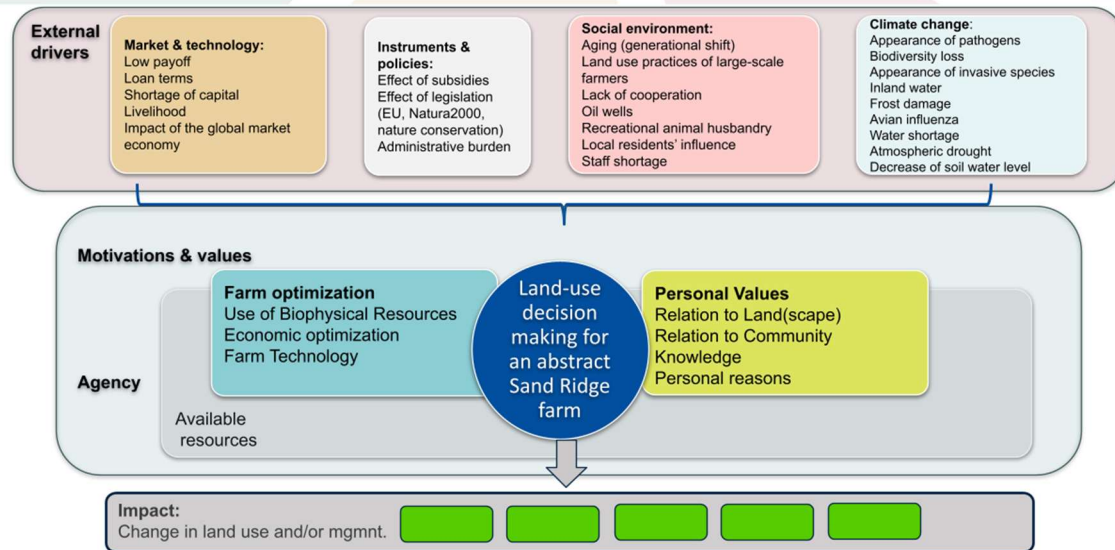 External
drivers
Market & technology:
Low payoff
Loan terms
Shortage of capital
Livelihood
Impact of the global market
economy
Instruments &
policies:
Effect of subsidies
Effect of legislation
(EU, Natura2000,
nature conservation)
Administrative burden
Social environment:
Aging (generational shift)
Land use practices of large-scale
farmers
Lack of cooperation
Oil wells
Recreational animal husbandry
Local residents' influence
Staff shortage
Climate change:
Appearance of pathogens
Biodiversity loss
Appearance of invasive species
Inland water
Frost damage
Avian influenza
Water shortage
Atmospheric drought
Decrease of soil water level
Motivations & values
Farm optimization
Use of Biophysical Resources
Economic optimization
Farm Technology
Land-use
decision
making for
an abstract
Sand Ridge
farm
Personal Values
Relation to Land(scape)
Relation to Community
Knowledge
Personal reasons
Agency
Available
resources
Impact:
Change in land use and/or mgmnt.